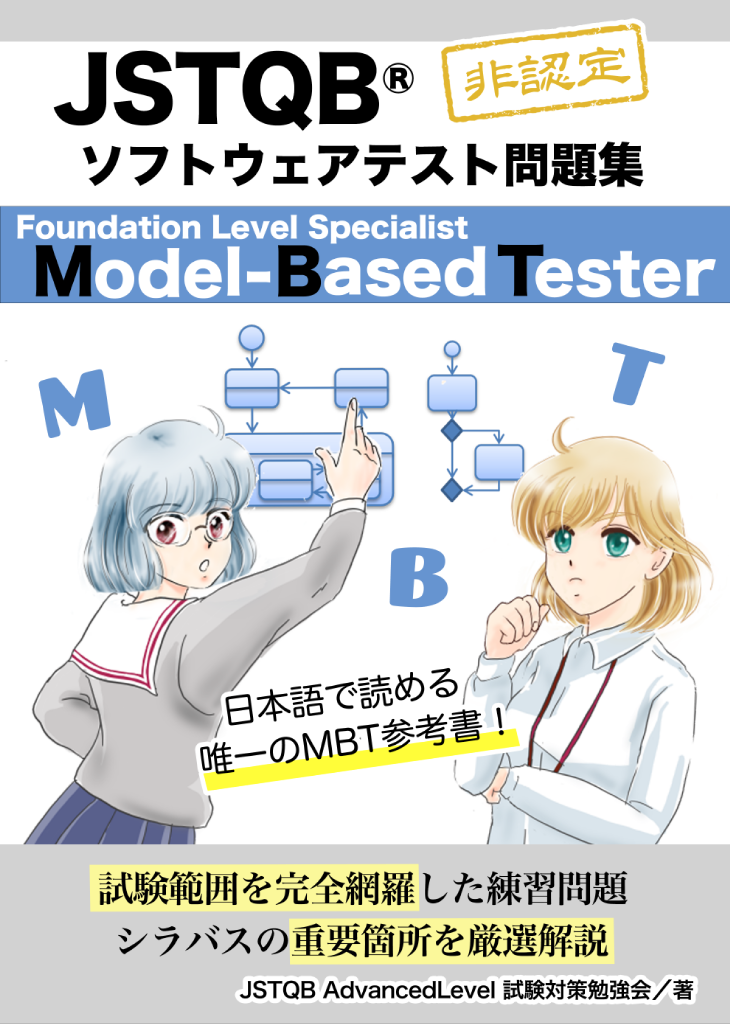 JSTQB®
非認定
ソフトウェアテスト問題集
Foundation Level Specialist
Model-Based Tester
M
T
B
日本語で読める
唯一のMBT参考書！
試験範囲を完全網羅した練習問題
シラバスの重要箇所を厳選解説
JSTQB AdvancedLevel 試験対策勉強会／著